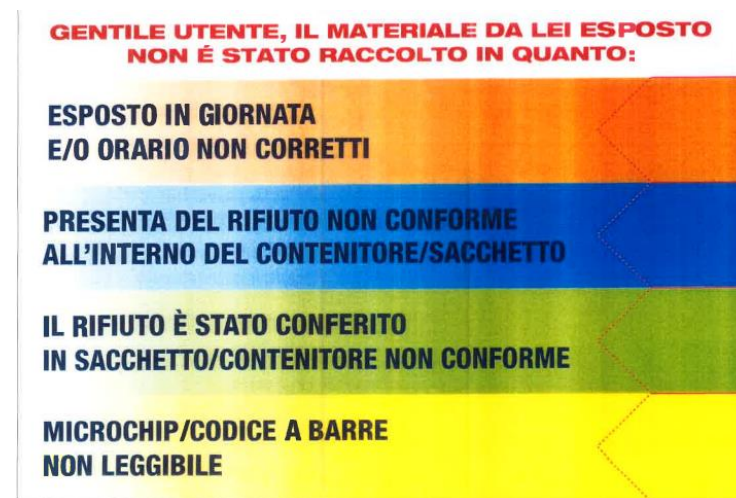 GENTILE UTENTE, IL MATERIALE DA LEI ESPOSTO
NON É STATO RACCOLTO IN QUANTO:
ESPOSTO IN GIORNATA
E/O ORARIO NON CORRETTI
PRESENTA DEL RIFIUTO NON CONFORME
ALL'INTERNO DEL CONTENITORE/SACCHETTO
IL RIFIUTO È STATO CONFERITO
IN SACCHETTO/CONTENITORE NON CONFORME
MICROCHIP/CODICE A BARRE
NON LEGGIBILE